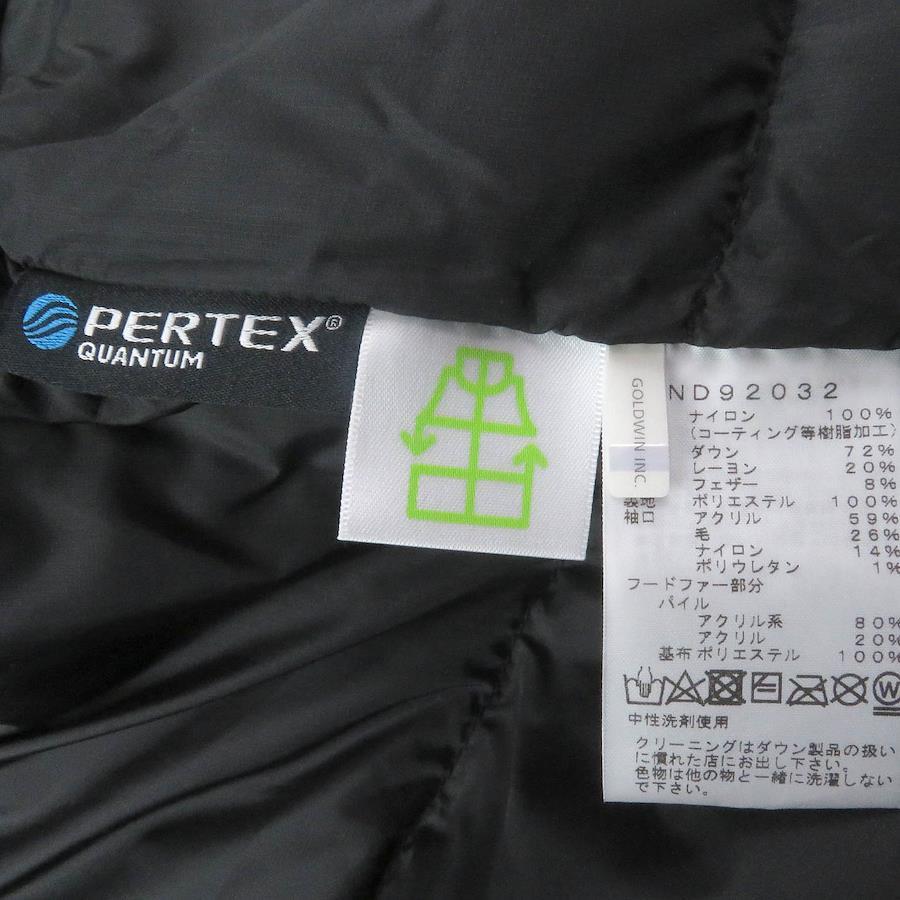 PERTEX®
QUANTUM
GOLDWIN INC.
ND92032
ナイロン 100%
(コーティング等樹脂加工)
ダウン 72%
レーヨン 20%
フェザー 8%
裏地 ポリエステル 100%
袖口 アクリル 59%
毛 26%
ナイロン 14%
ポリウレタン 1%
フードファー部分
パイル
アクリル系 80%
アクリル 20%
基布 ポリエステル 100%
W
中性洗剤使用
クリーニングはダウン製品の扱い
に慣れた店にお出し下さい。
色物は他の物と一緒に洗濯しない
で下さい。